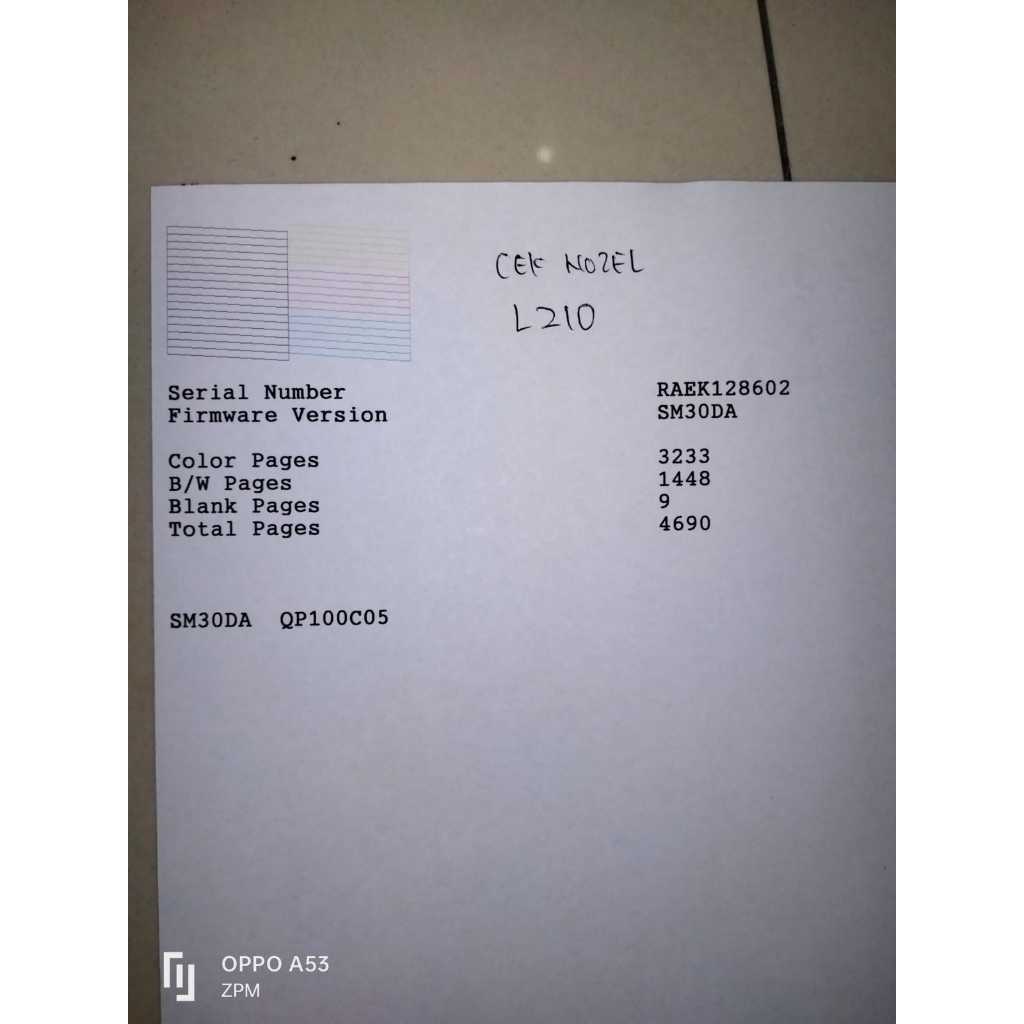 CEK NOZEL
L210
Serial Number RAEK128602
Firmware Version SM30DA
Color Pages 3233
B/W Pages 1448
Blank Pages 9
Total Pages 4690
SM30DA QP100C05
OPPO A53
ZPM